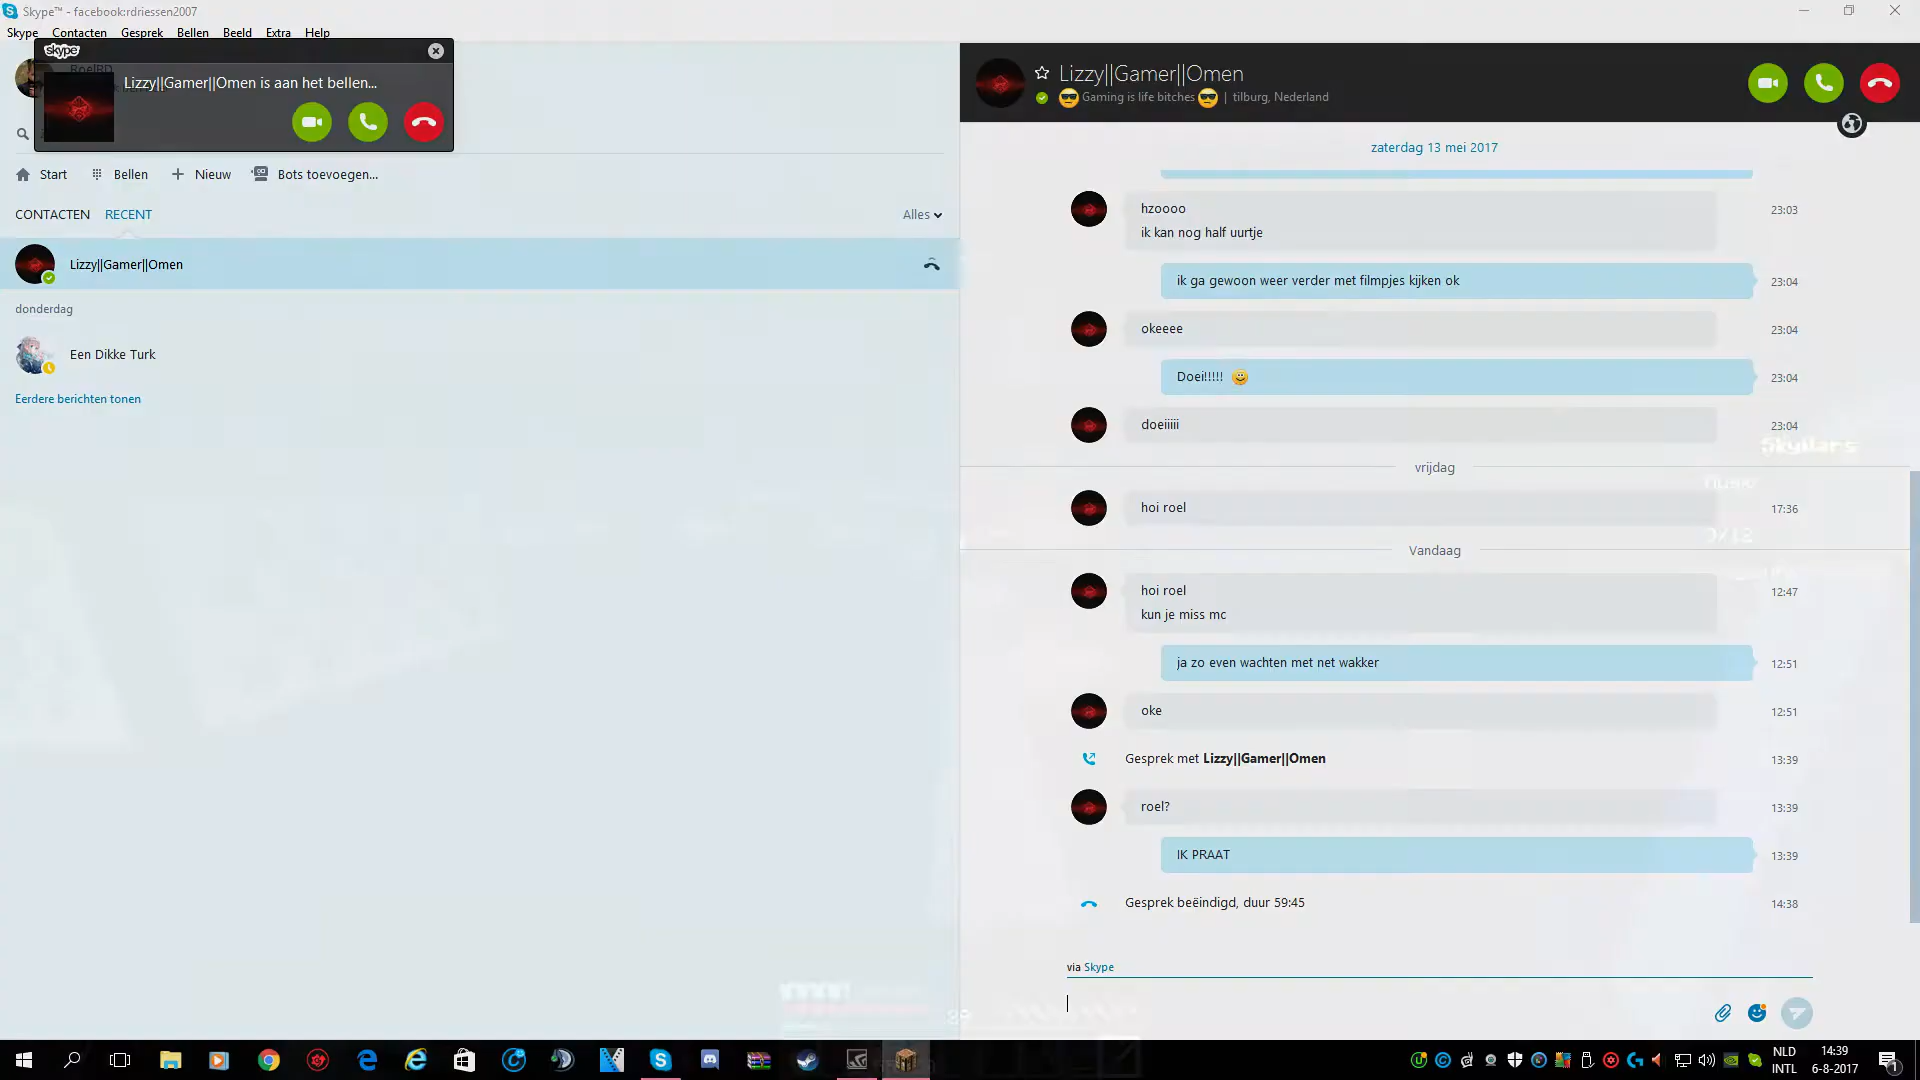 Skype™ - facebook:rdriessen2007
Skype Contacten Gesprek Bellen Beeld Extra Help
skype
RoelBD
Lizzy||Gamer||Omen is aan het bellen...
Start Bellen + Nieuw Bots toevoegen...
CONTACTEN RECENT Alles
Lizzy||Gamer||Omen
donderdag
Een Dikke Turk
Eerdere berichten tonen
Lizzy||Gamer||Omen
Gaming is life bitches | tilburg, Nederland
zaterdag 13 mei 2017
hzoooo 23:03
ik kan nog half uurtje
ik ga gewoon weer verder met filmpjes kijken ok 23:04
okeeee 23:04
Doei!!!!! 23:04
doeiiiii 23:04
Skywars
vrijdag
hoi roel 17:36
Vandaag
hoi roel 12:47
kun je miss mc
ja zo even wachten met net wakker 12:51
oke 12:51
Gesprek met Lizzy||Gamer||Omen 13:39
roel? 13:39
IK PRAAT 13:39
Gesprek beëindigd, duur 59:45 14:38
via Skype
NLD 14:39
INTL 6-8-2017 1